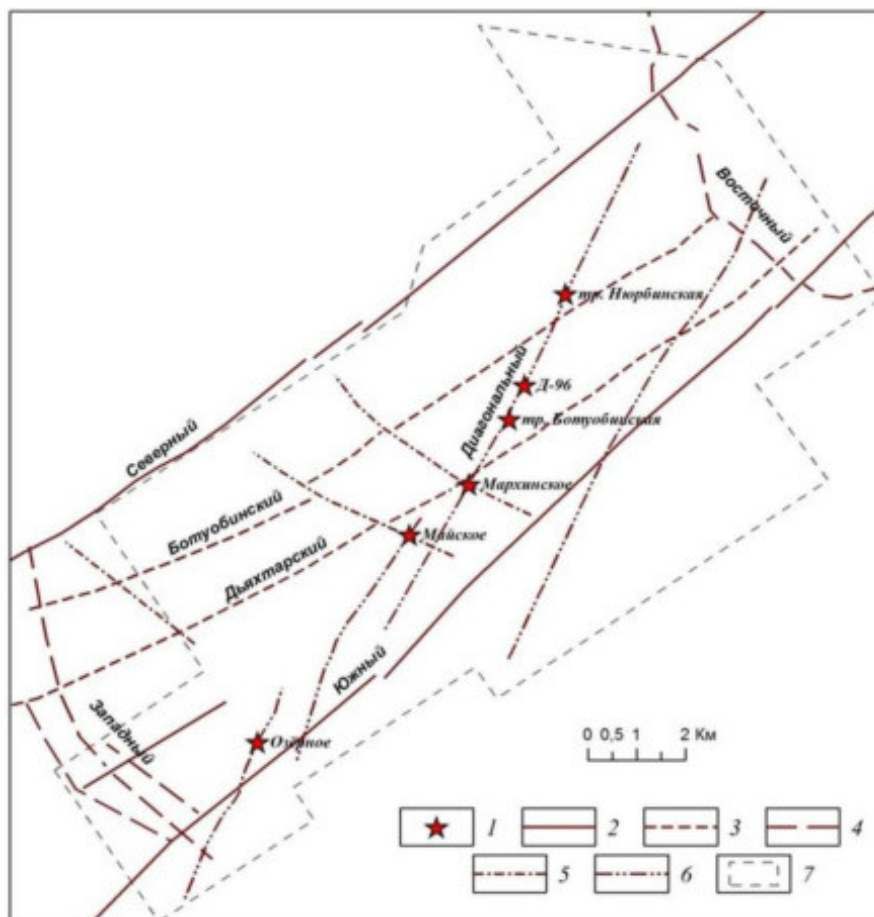 Восточный
тр. Нюрбинская
Диагональный
Д-96
тр. Ботуобинская
Северный
Мархинское
Ботуобинский
Майское
Дьяхтарский
Южный
Западный
Озёрное
0 0,5 1 2 Км
1 2 3 4
5 6 7